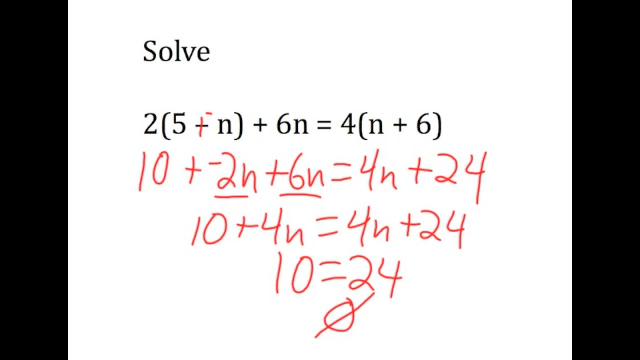 Solve
2(5 +⁻ n) + 6n = 4(n + 6)
10 + ⁻2n + 6n = 4n + 24
10 + 4n = 4n + 24
10 = 24
∅